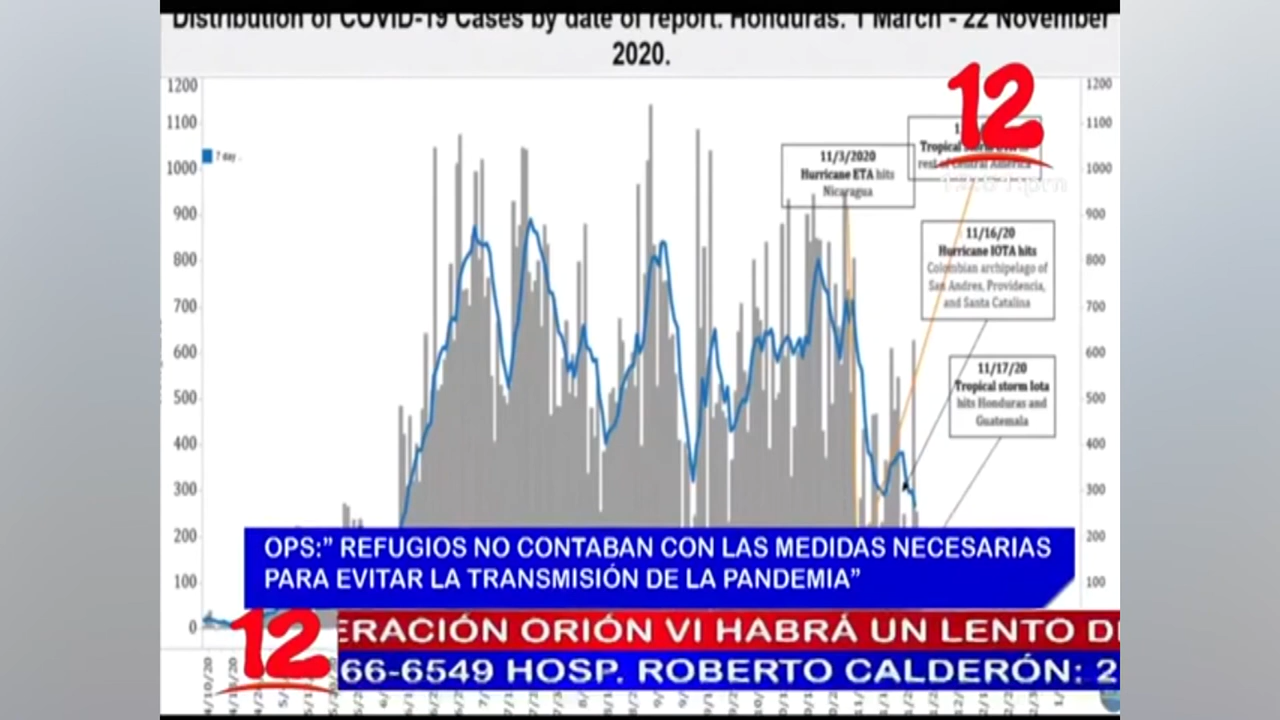 Distribution of COVID-19 Cases by date of report. Honduras. 1 March - 22 November
2020.
1200
1100
1000
900
800
700
600
500
400
300
200
100
0
7 day
11/3/2020
Hurricane ETA hits
Nicaragua
Tropical
rest of Central America
12
11/16/20
Hurricane IOTA hits
Colombian archipelago of
San Andres, Providencia,
and Santa Catalina
11/17/20
Tropical storm Iota
hits Honduras and
Guatemala
1200
1100
1000
900
800
700
600
500
400
300
200
100
OPS:” REFUGIOS NO CONTABAN CON LAS MEDIDAS NECESARIAS
PARA EVITAR LA TRANSMISIÓN DE LA PANDEMIA”
12
ERACIÓN ORIÓN VI HABRÁ UN LENTO D
66-6549 HOSP. ROBERTO CALDERÓN: 2